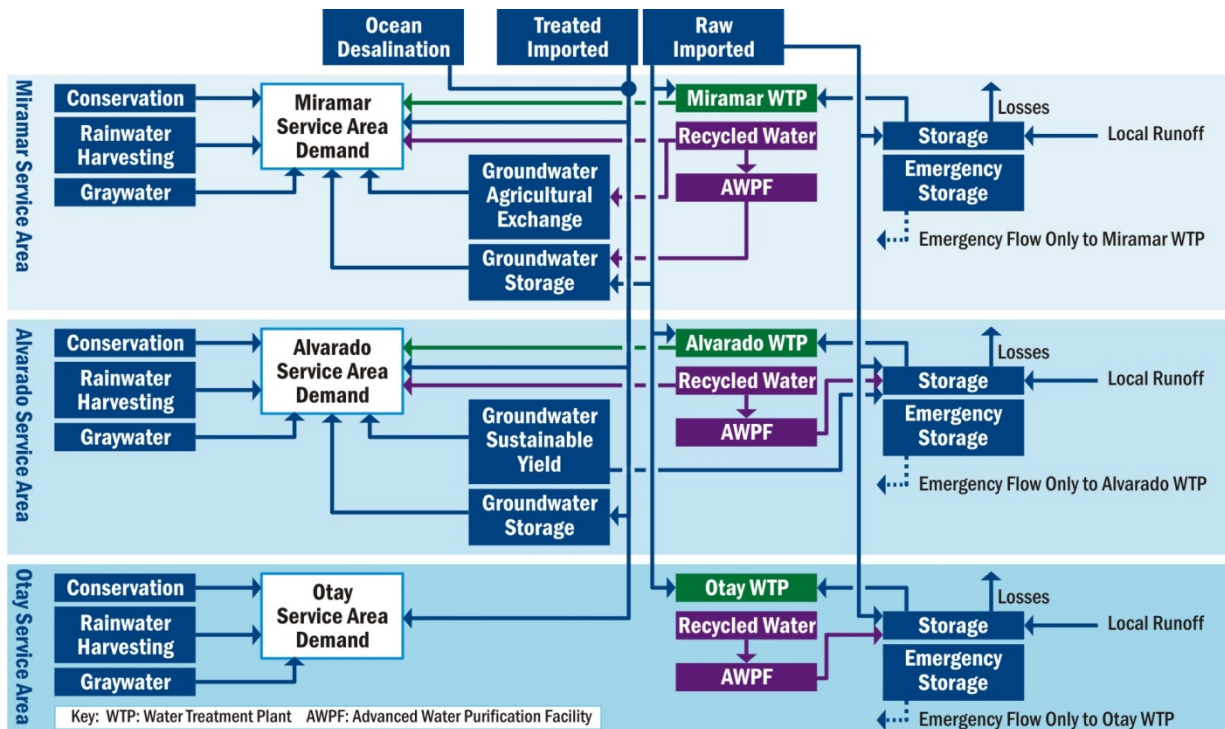 Ocean
Desalination
Treated
Imported
Raw
Imported
Miramar Service Area
Conservation
Rainwater
Harvesting
Graywater
Miramar
Service Area
Demand
Groundwater
Agricultural
Exchange
Groundwater
Storage
Miramar WTP
Recycled Water
AWPF
Losses
Storage
Local Runoff
Emergency
Storage
Emergency Flow Only to Miramar WTP
Alvarado Service Area
Conservation
Rainwater
Harvesting
Graywater
Alvarado
Service Area
Demand
Groundwater
Sustainable
Yield
Groundwater
Storage
Alvarado WTP
Recycled Water
AWPF
Losses
Storage
Local Runoff
Emergency
Storage
Emergency Flow Only to Alvarado WTP
Otay Service Area
Conservation
Rainwater
Harvesting
Graywater
Otay
Service Area
Demand
Otay WTP
Recycled Water
AWPF
Losses
Storage
Local Runoff
Emergency
Storage
Emergency Flow Only to Otay WTP
Key: WTP: Water Treatment Plant AWPF: Advanced Water Purification Facility